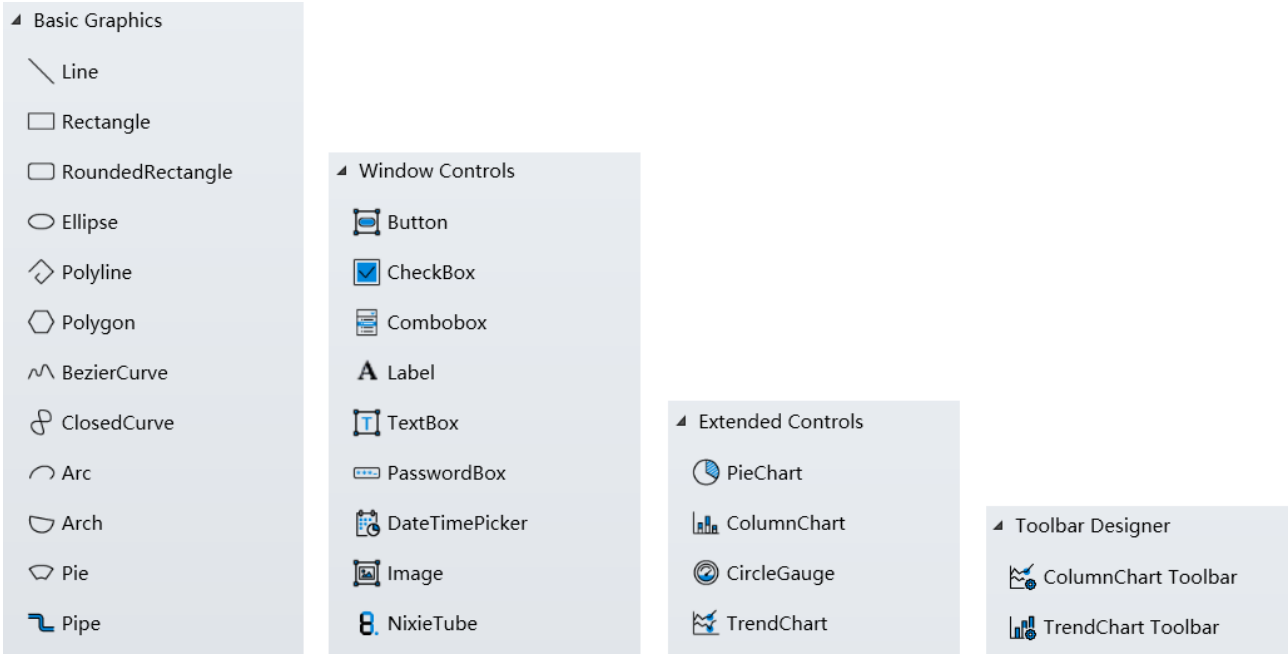 Basic Graphics
Line
Rectangle
RoundedRectangle
Ellipse
Polyline
Polygon
BezierCurve
ClosedCurve
Arc
Arch
Pie
Pipe
Window Controls
Button
CheckBox
Combobox
A Label
T TextBox
PasswordBox
DateTimePicker
Image
8. NixieTube
Extended Controls
PieChart
ColumnChart
CircleGauge
TrendChart
Toolbar Designer
ColumnChart Toolbar
TrendChart Toolbar